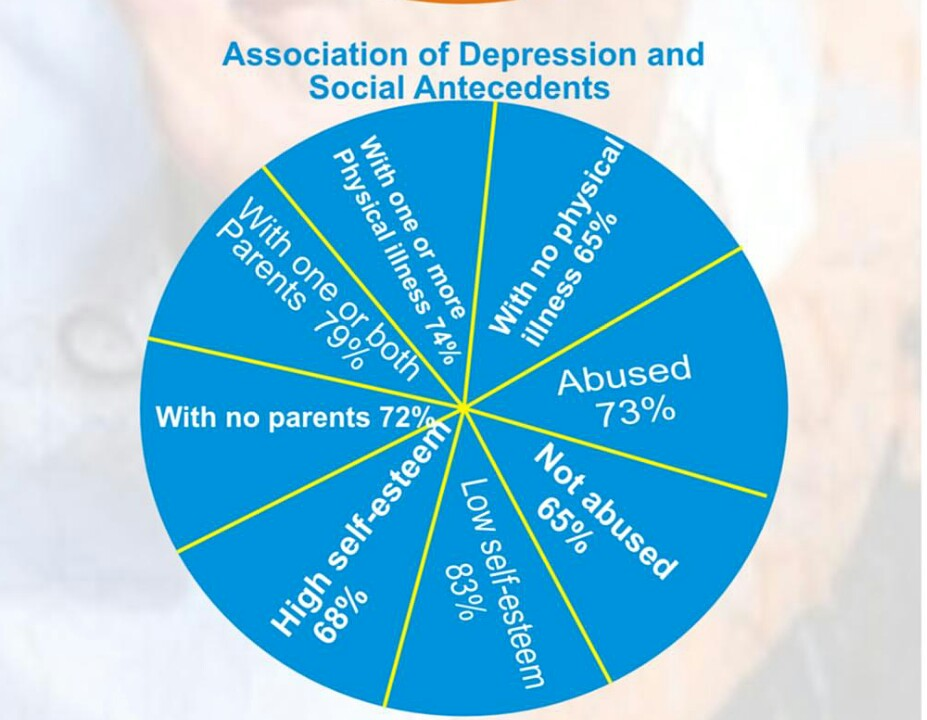 Association of Depression and
Social Antecedents
With no physical
illness 65%
Abused
73%
Not abused
65%
Low self-esteem
83%
High self-esteem
68%
With no parents 72%
With one or both
Parents 79%
With one or more
Physical illness 74%